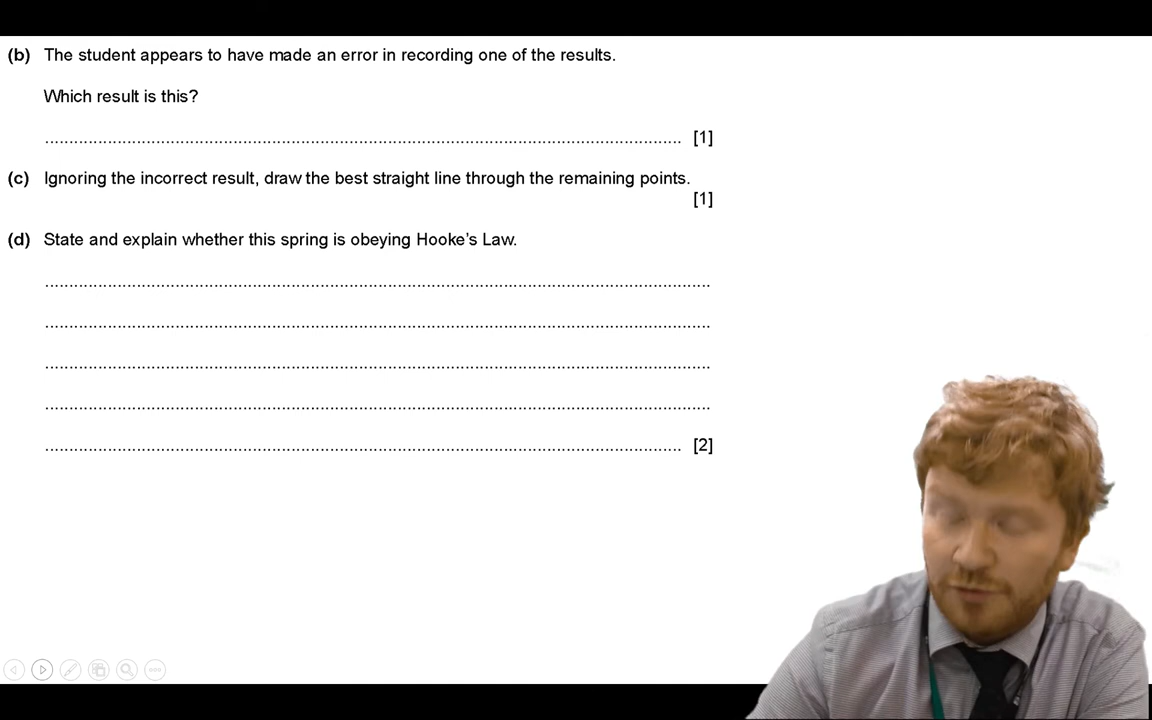 (b) The student appears to have made an error in recording one of the results.
Which result is this?
.................................................................................................................................... [1]
(c) Ignoring the incorrect result, draw the best straight line through the remaining points.
[1]
(d) State and explain whether this spring is obeying Hooke's Law.
..........................................................................................................................................
..........................................................................................................................................
..........................................................................................................................................
..........................................................................................................................................
.................................................................................................................................... [2]